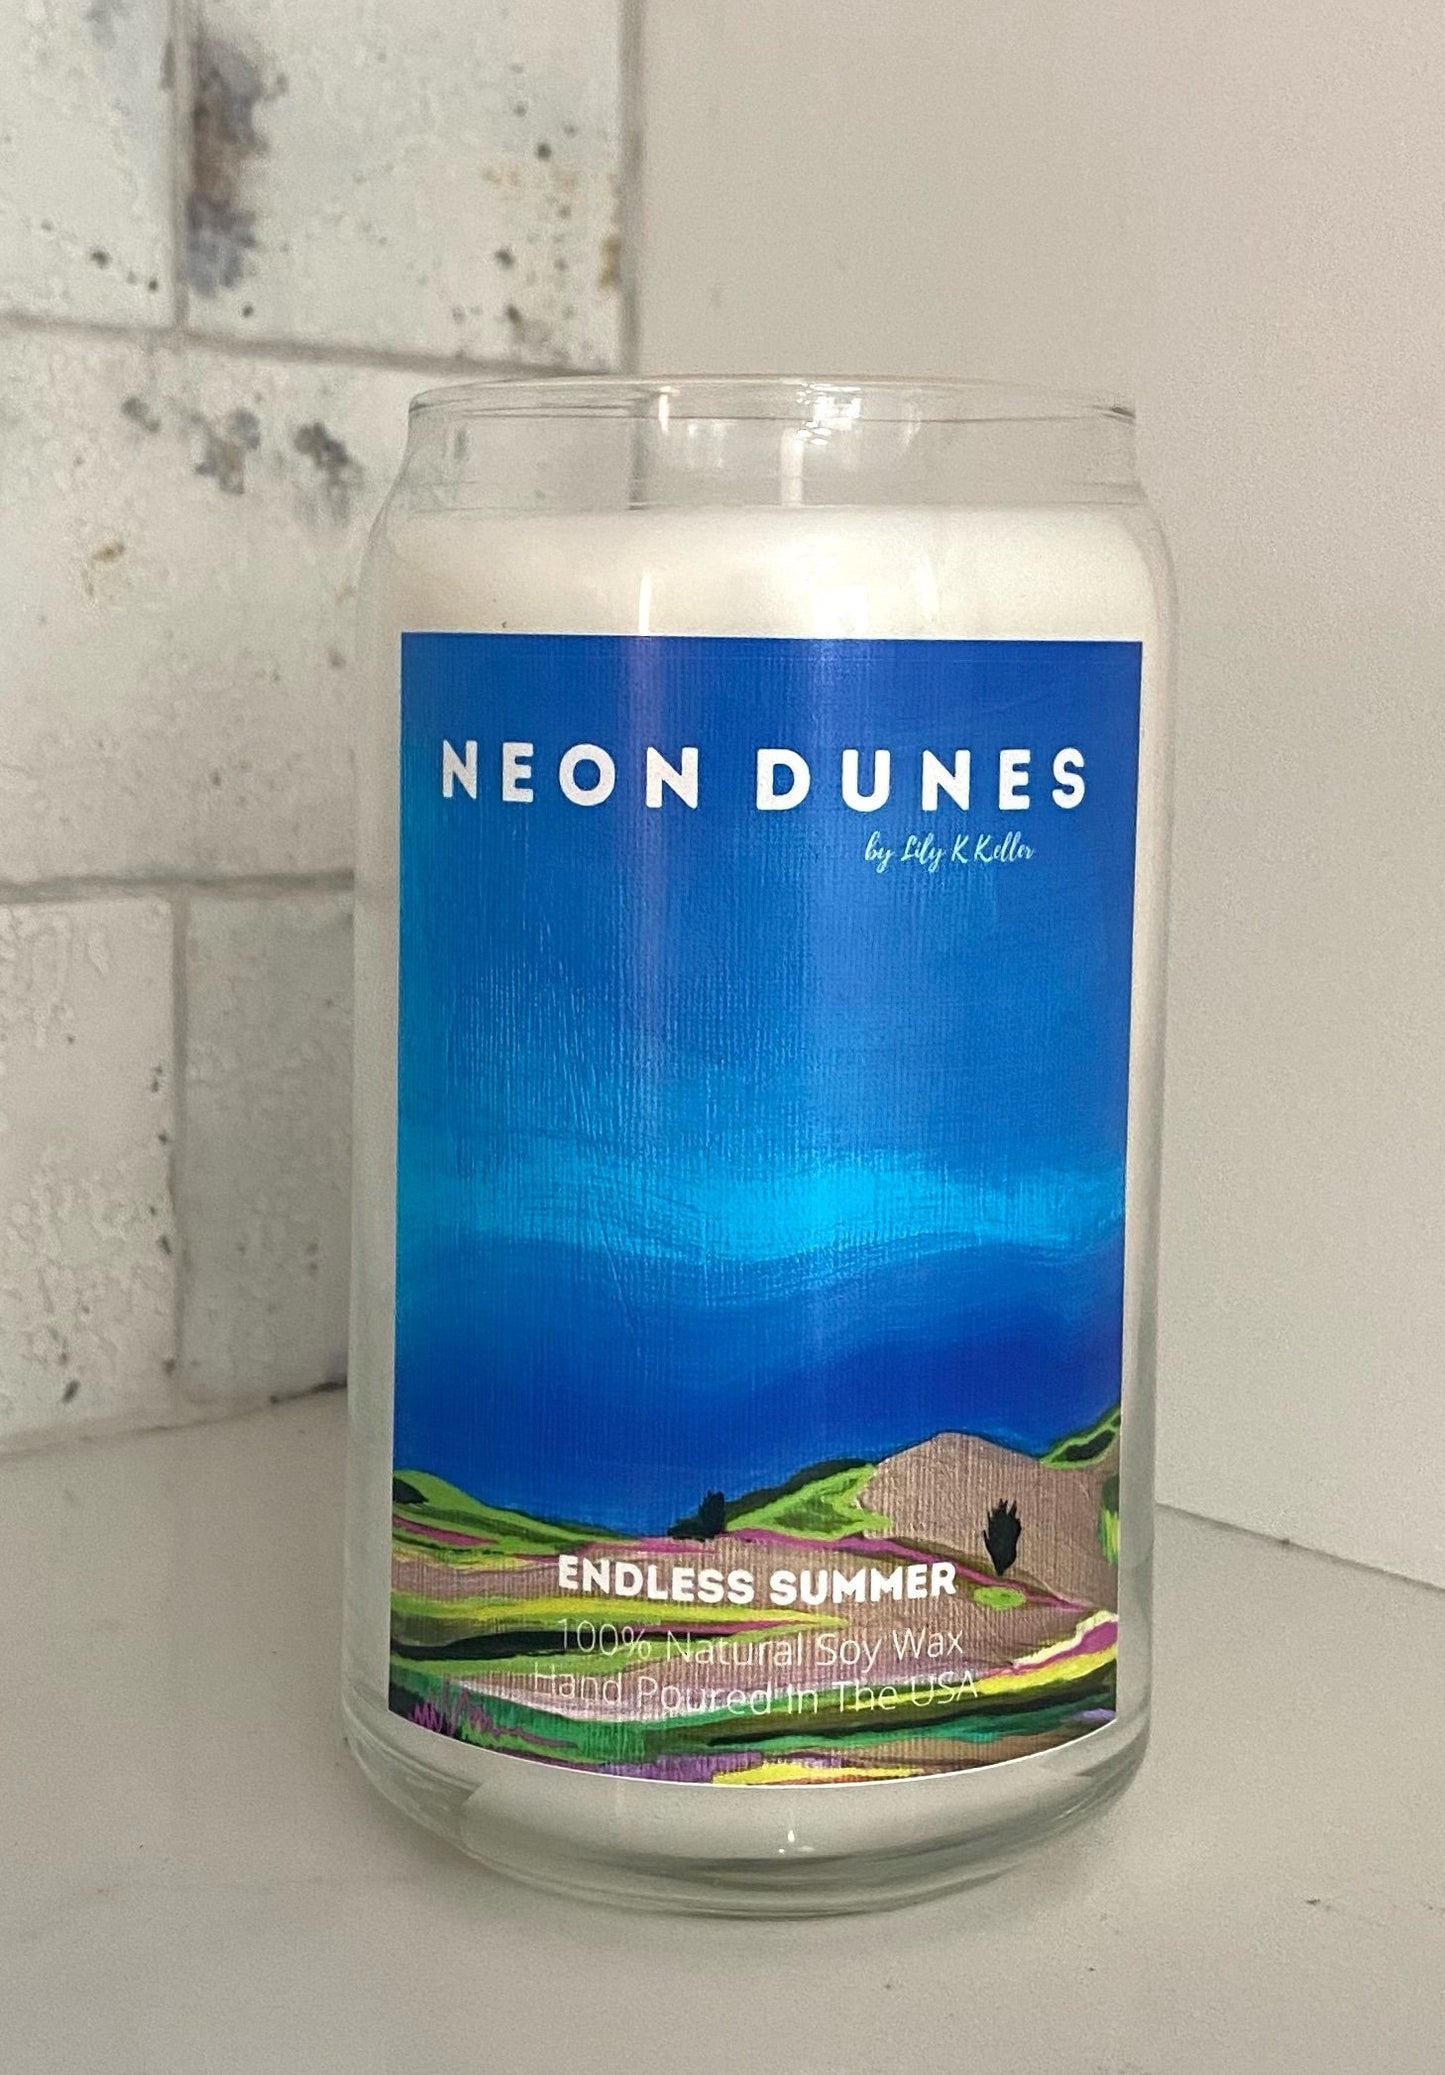 NEON DUNES
by Lily K Keller
ENDLESS SUMMER
100% Natural Soy Wax
Hand Poured In The USA